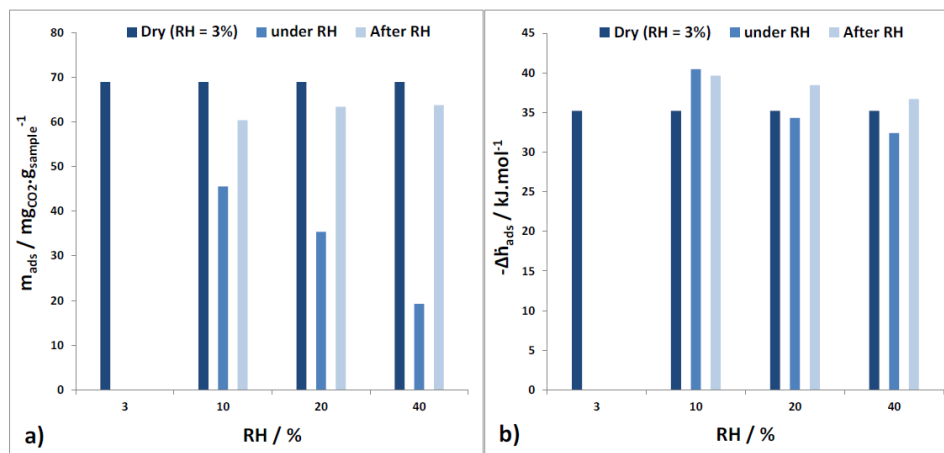 Dry (RH = 3%) under RH After RH
80
70
60
50
40
30
20
10
0
m_ads / mg_CO2·g_sample^-1
3 10 20 40
RH / %
a)
Dry (RH = 3%) under RH After RH
45
40
35
30
25
20
15
10
5
0
-Δḣ_ads / kJ.mol^-1
3 10 20 40
RH / %
b)